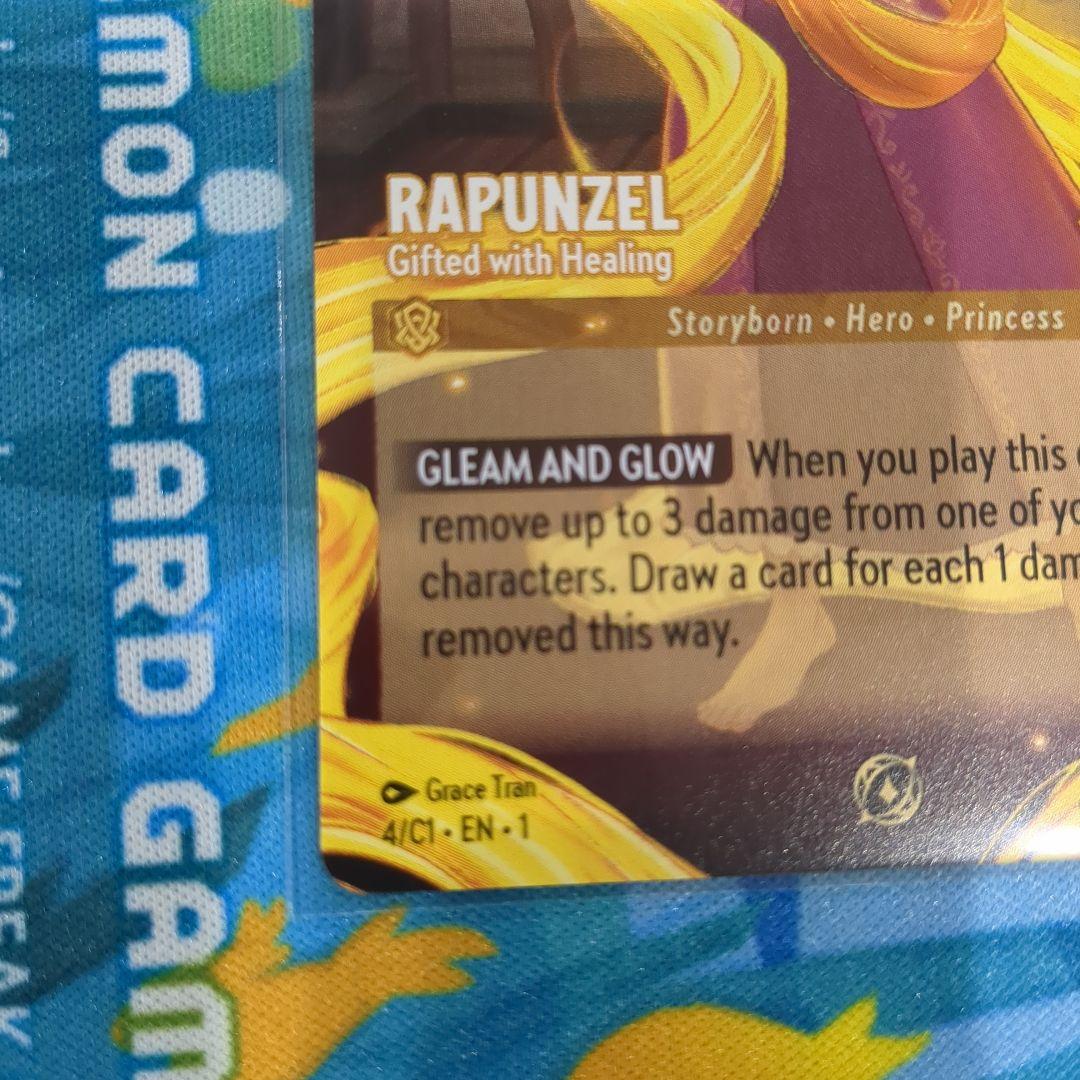 RAPUNZEL
Gifted with Healing
Storyborn • Hero • Princess
GLEAM AND GLOW When you play this
remove up to 3 damage from one of
characters. Draw a card for each 1
removed this way.
Grace Tran
4/C1 • EN • 1
MON CARD GAM
/GAME FREAK